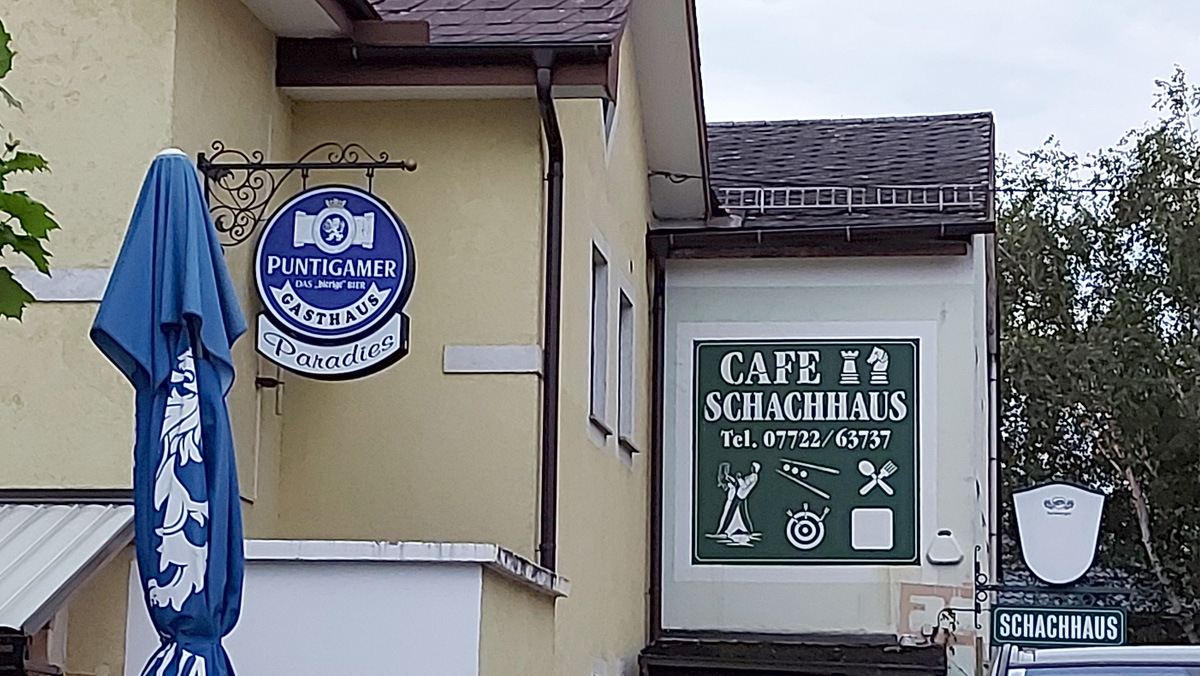 PUNTIGAMER
DAS „bierige" BIER
GASTHAUS
Paradies
CAFE
SCHACHHAUS
Tel. 07722/63737
SCHACHHAUS